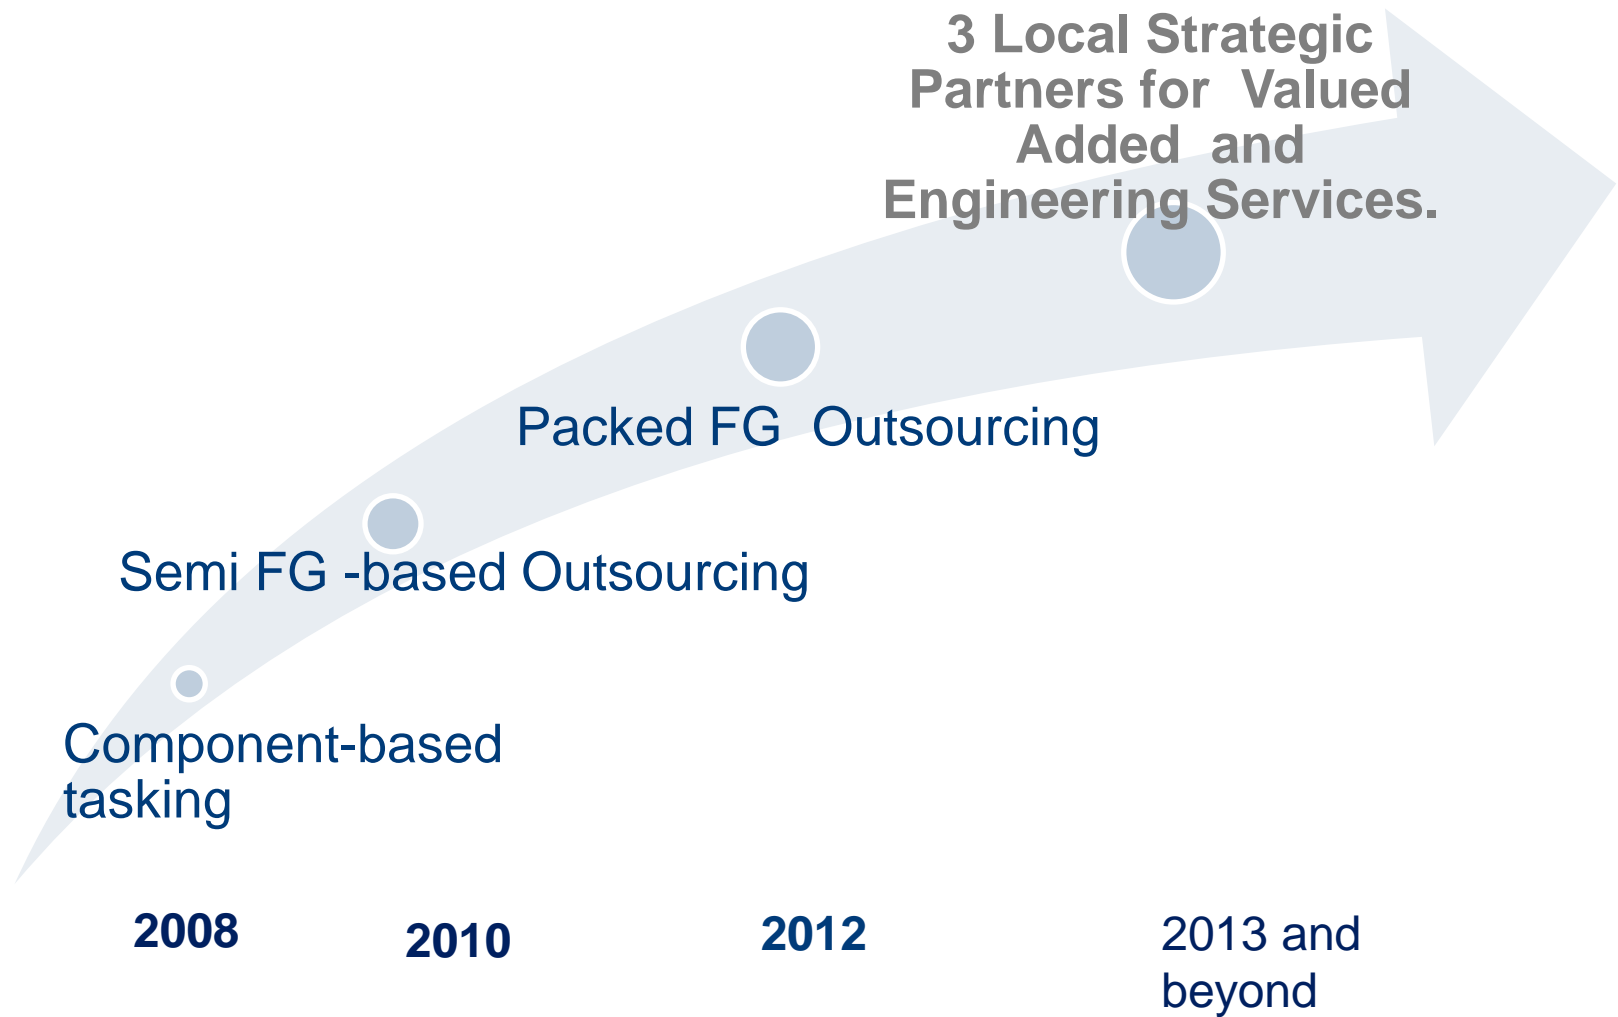 3 Local Strategic
Partners for  Valued
Added  and
Engineering Services.
Packed FG  Outsourcing
Semi FG -based Outsourcing
Component-based
tasking
2008
2010
2012
2013 and
beyond